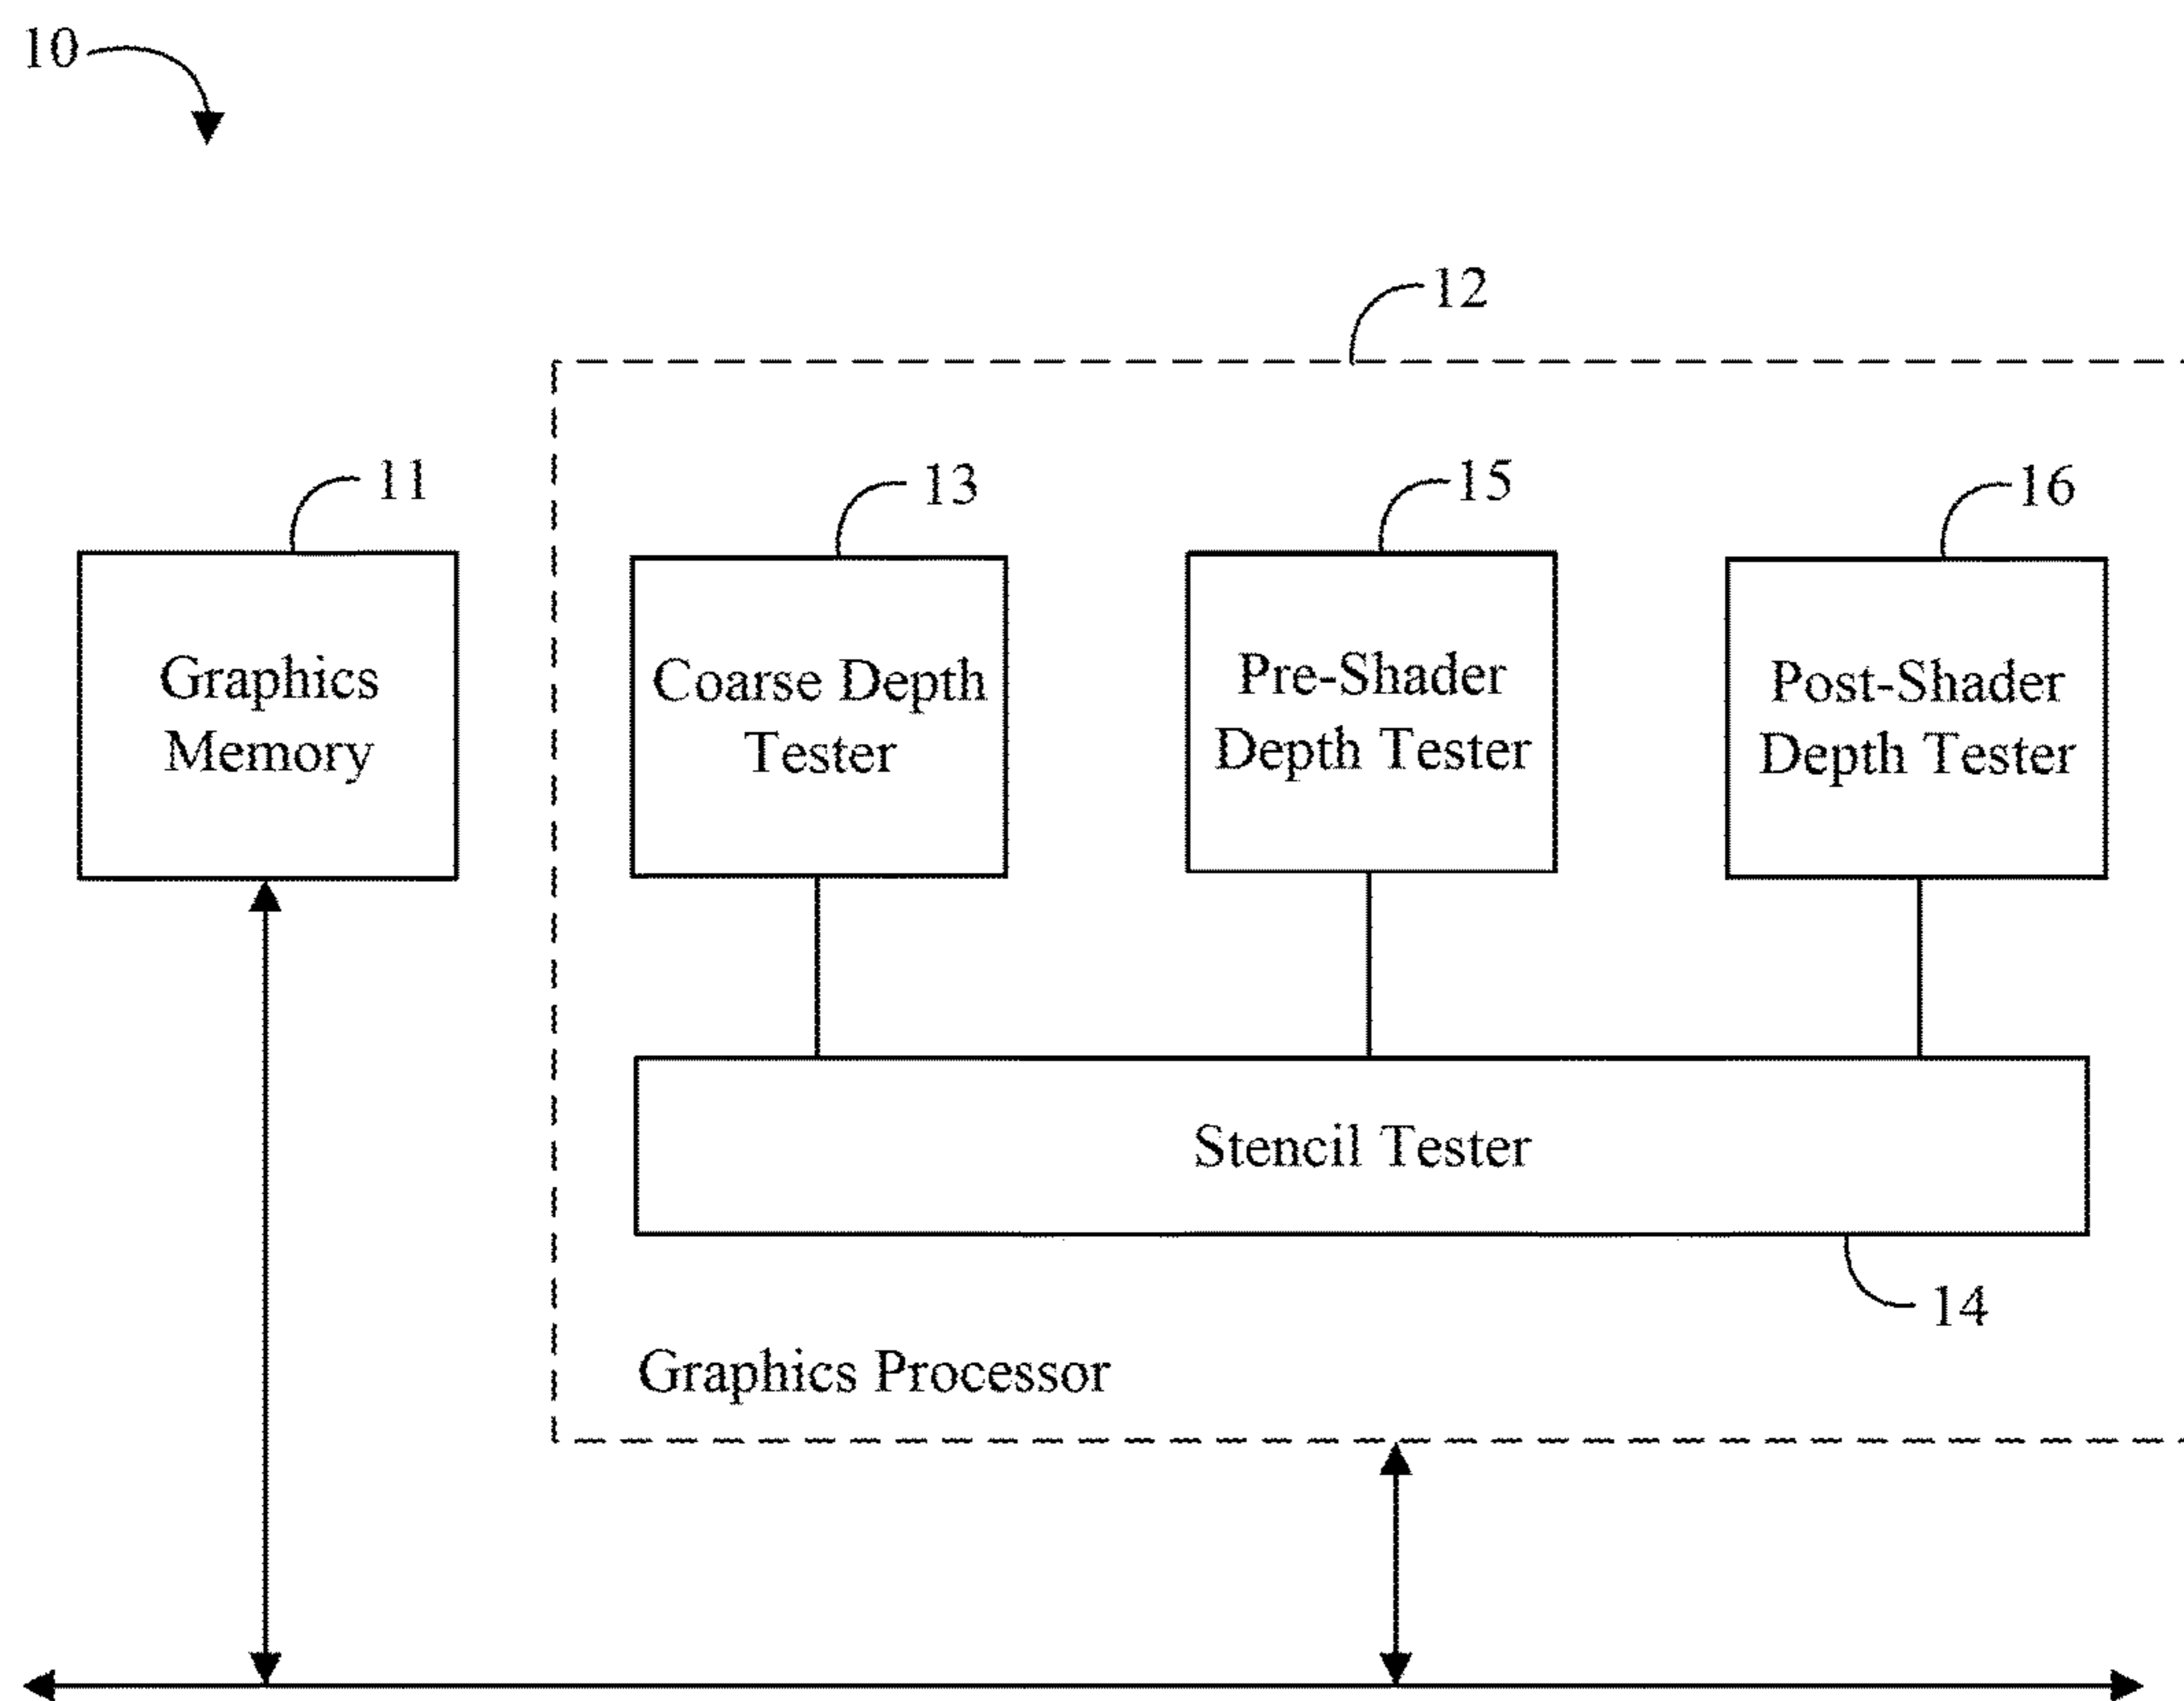 10
12
11
13
15
16
Graphics
Memory
Coarse Depth
Tester
Pre-Shader
Depth Tester
Post-Shader
Depth Tester
Stencil Tester
14
Graphics Processor